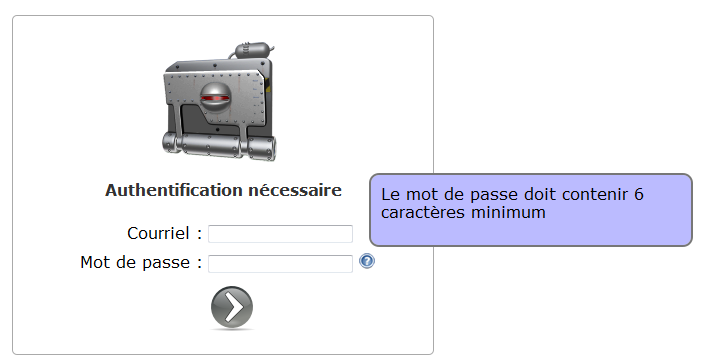 Authentification nécessaire
Le mot de passe doit contenir 6
caractères minimum
Courriel :
Mot de passe :
?